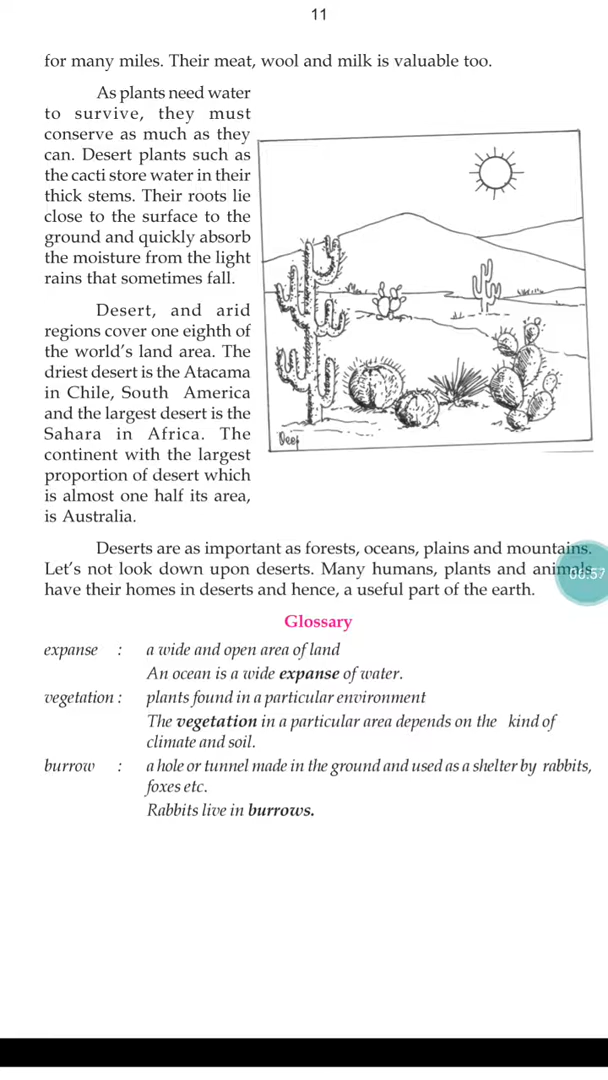 11
for many miles. Their meat, wool and milk is valuable too.
As plants need water
to survive, they must
conserve as much as they
can. Desert plants such as
the cacti store water in their
thick stems. Their roots lie
close to the surface to the
ground and quickly absorb
the moisture from the light
rains that sometimes fall.
Desert, and arid
regions cover one eighth of
the world's land area. The
driest desert is the Atacama
in Chile, South America
and the largest desert is the
Sahara in Africa. The
continent with the largest
proportion of desert which
is almost one half its area,
is Australia.
Deep
Deserts are as important as forests, oceans, plains and mountains.
Let's not look down upon deserts. Many humans, plants and animals
have their homes in deserts and hence, a useful part of the earth.
06:57
Glossary
expanse : a wide and open area of land
An ocean is a wide expanse of water.
vegetation : plants found in a particular environment
The vegetation in a particular area depends on the kind of
climate and soil.
burrow : a hole or tunnel made in the ground and used as a shelter by rabbits,
foxes etc.
Rabbits live in burrows.